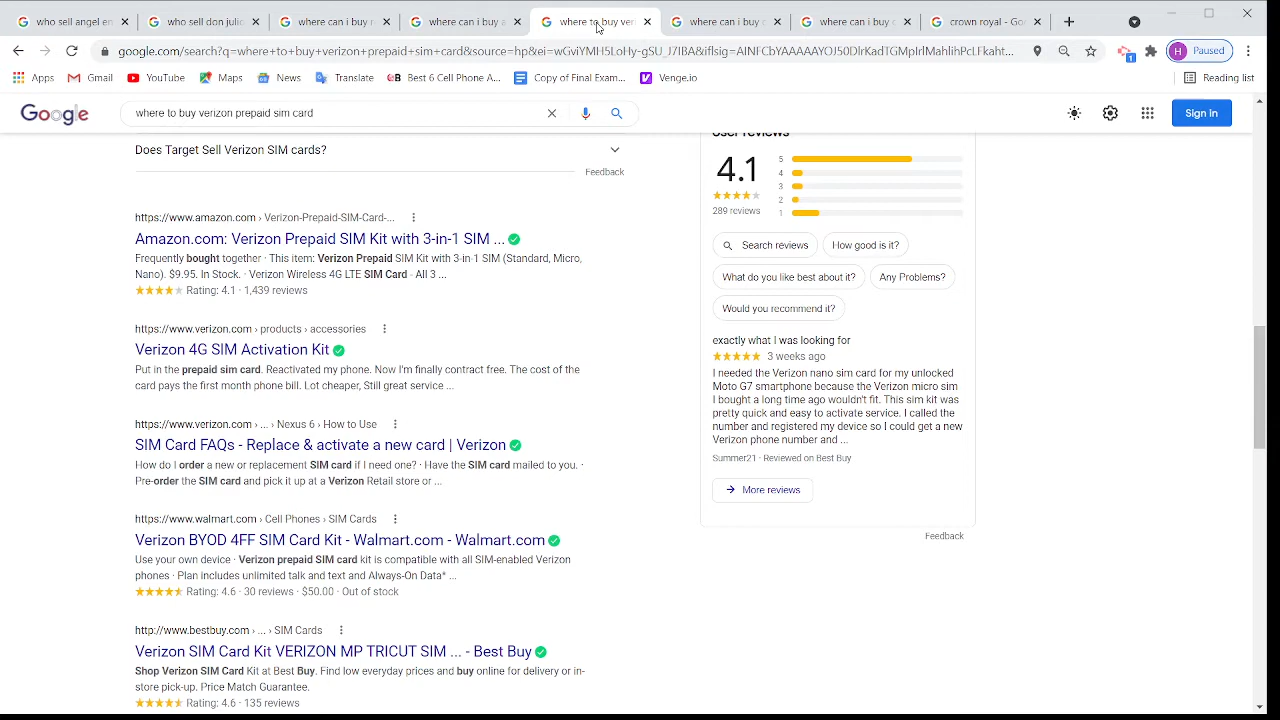 who sell angel en
who sell don julio
where can i buy re
where can i buy a
where to buy veri
where can i buy c
where can i buy c
crown royal - Goo
google.com/search?q=where+to+buy+verizon+prepaid+sim+card&source=hp&ei=
Paused
Apps
Gmail
YouTube
Maps
News
Translate
Best 6 Cell Phone A...
Copy of Final Exam...
Venge.io
Reading list
Google
where to buy verizon prepaid sim card
Sign in
Does Target Sell Verizon SIM cards?
Feedback
https://www.amazon.com › Verizon-Prepaid-SIM-Card-...
Amazon.com: Verizon Prepaid SIM Kit with 3-in-1 SIM ...
Frequently bought together · This item: Verizon Prepaid SIM Kit with 3-in-1 SIM (Standard, Micro,
Nano). $9.95. In Stock. · Verizon Wireless 4G LTE SIM Card - All 3 ...
Rating: 4.1 · 1,439 reviews
https://www.verizon.com › products › accessories
Verizon 4G SIM Activation Kit
Put in the prepaid sim card. Reactivated my phone. Now I'm finally contract free. The cost of the
card pays the first month phone bill. Lot cheaper, Still great service ...
https://www.verizon.com › ... › Nexus 6 › How to Use
SIM Card FAQs - Replace & activate a new card | Verizon
How do I order a new or replacement SIM card if I need one? · Have the SIM card mailed to you. ·
Pre-order the SIM card and pick it up at a Verizon Retail store or ...
https://www.walmart.com › Cell Phones › SIM Cards
Verizon BYOD 4FF SIM Card Kit - Walmart.com - Walmart.com
Use your own device · Verizon prepaid SIM card kit is compatible with all SIM-enabled Verizon
phones · Plan includes unlimited talk and text and Always-On Data* ...
Rating: 4.6 · 30 reviews · $50.00 · Out of stock
http://www.bestbuy.com › ... › SIM Cards
Verizon SIM Card Kit VERIZON MP TRICUT SIM ... - Best Buy
Shop Verizon SIM Card Kit at Best Buy. Find low everyday prices and buy online for delivery or in-
store pick-up. Price Match Guarantee.
Rating: 4.6 · 135 reviews
User reviews
4.1
289 reviews
5
4
3
2
1
Search reviews
How good is it?
What do you like best about it?
Any Problems?
Would you recommend it?
exactly what I was looking for
3 weeks ago
I needed the Verizon nano sim card for my unlocked
Moto G7 smartphone because the Verizon micro sim
I bought a long time ago wouldn't fit. This sim kit was
pretty quick and easy to activate service. I called the
number and registered my device so I could get a new
Verizon phone number and ...
Summer21 · Reviewed on Best Buy
More reviews
Feedback